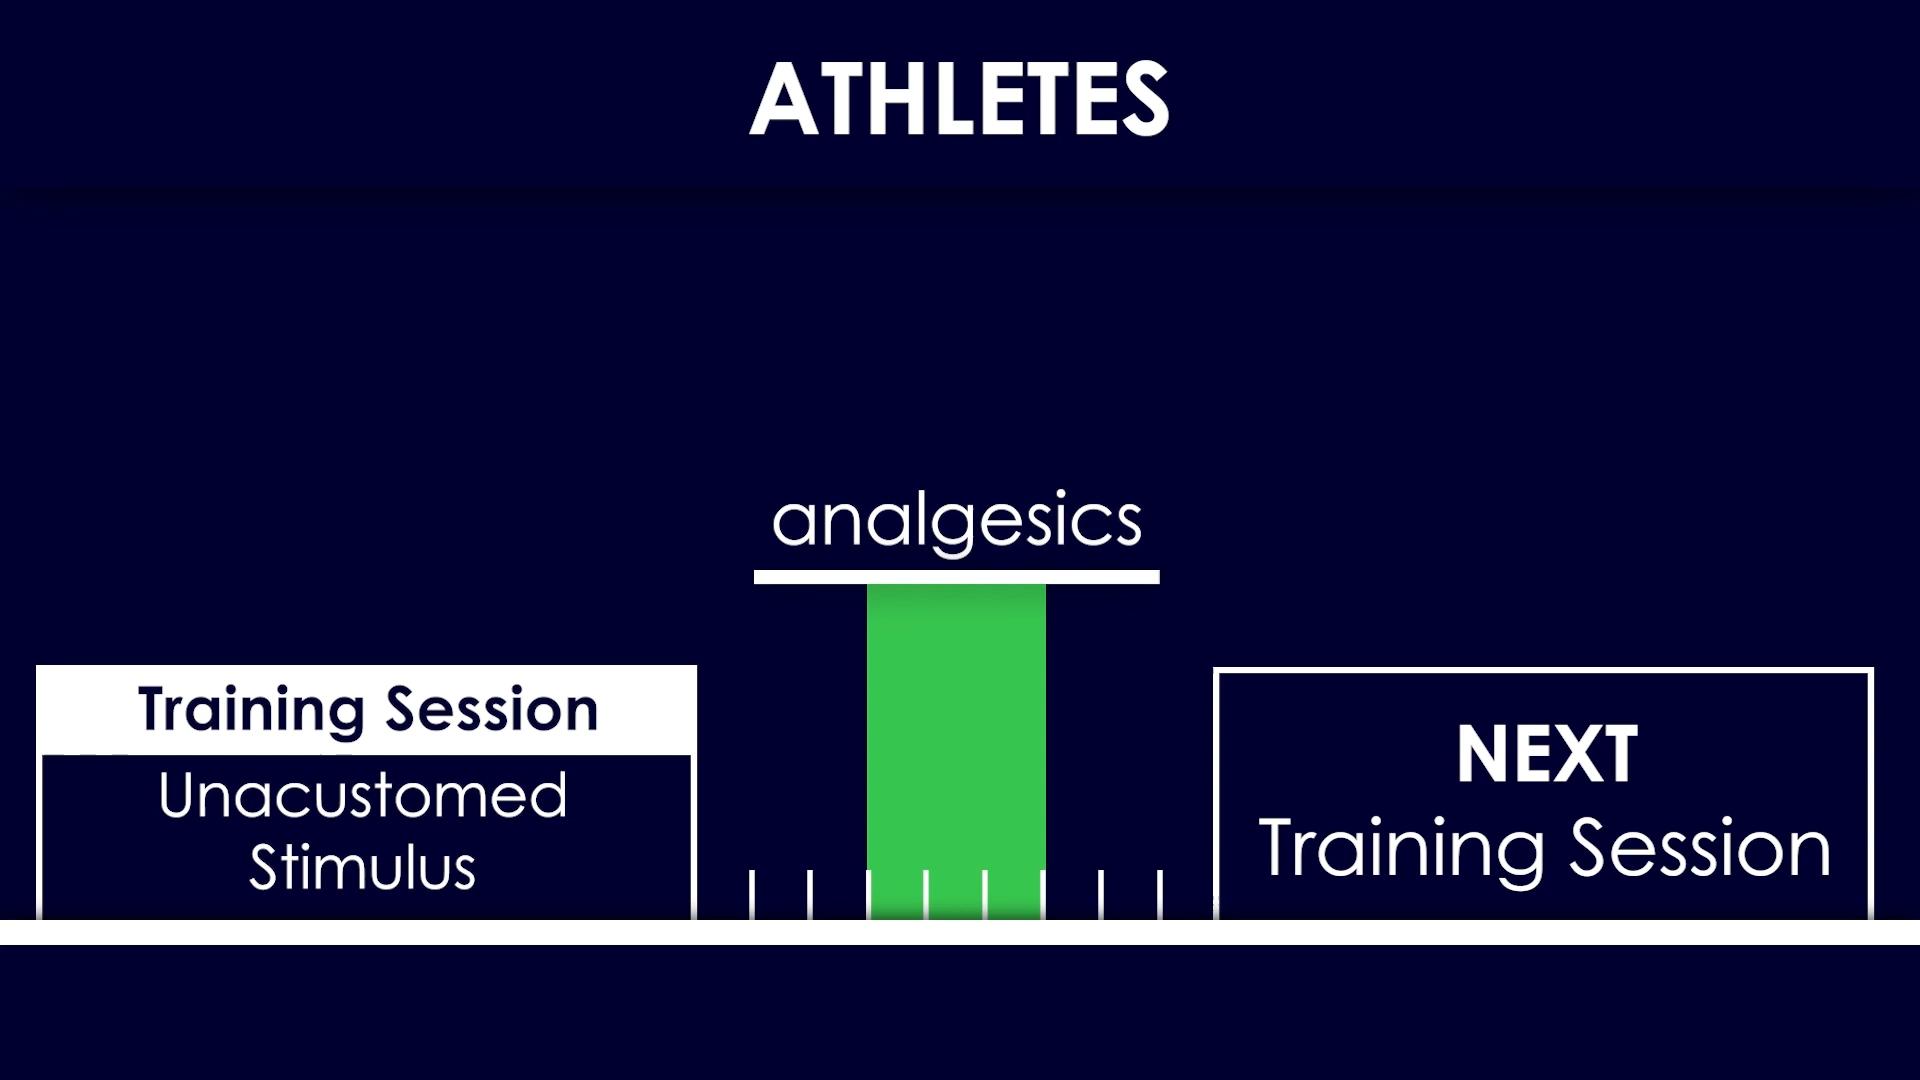 ATHLETES
analgesics
Training Session
Unacustomed
Stimulus
NEXT
Training Session